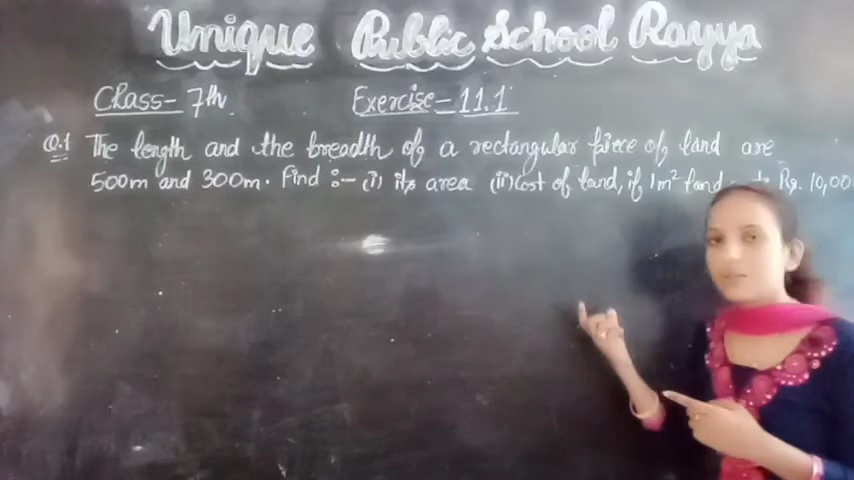 Unique Public School Rayya
Class- 7th Exercise- 11.1
Q.1 The length and the breadth of a rectangular piece of land are
500m and 300m. Find :- (i) its area (ii) Cost of land, if 1m² land Rs. 10,00